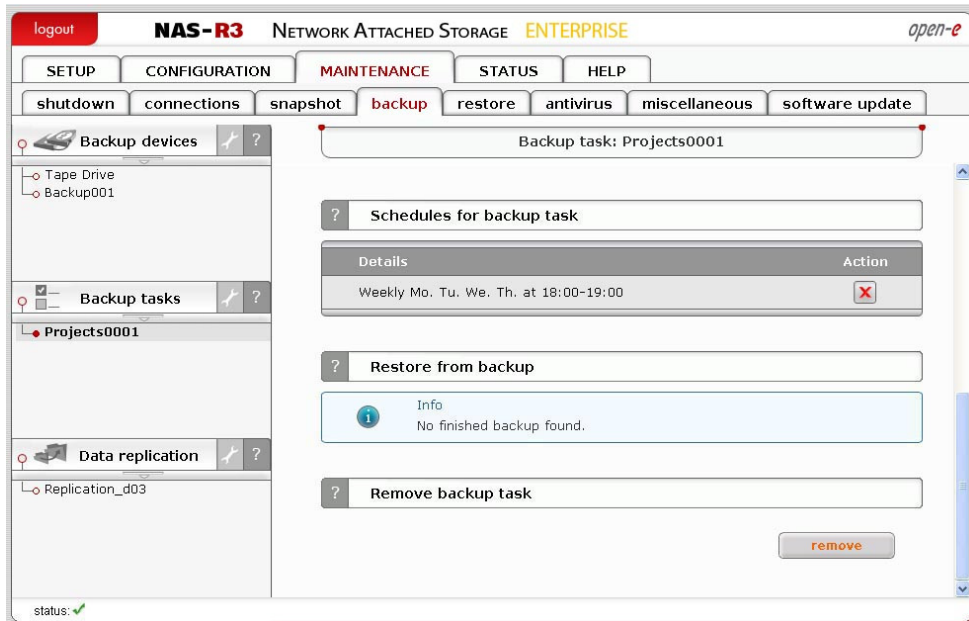 logout NAS-R3 NETWORK ATTACHED STORAGE ENTERPRISE open-e
SETUP CONFIGURATION MAINTENANCE STATUS HELP
shutdown connections snapshot backup restore antivirus miscellaneous software update
Backup devices ?
Tape Drive
Backup001
Backup tasks ?
Projects0001
Data replication ?
Replication_d03
Backup task: Projects0001
? Schedules for backup task
Details Action
Weekly Mo. Tu. We. Th. at 18:00-19:00
? Restore from backup
Info
No finished backup found.
? Remove backup task
remove
status: